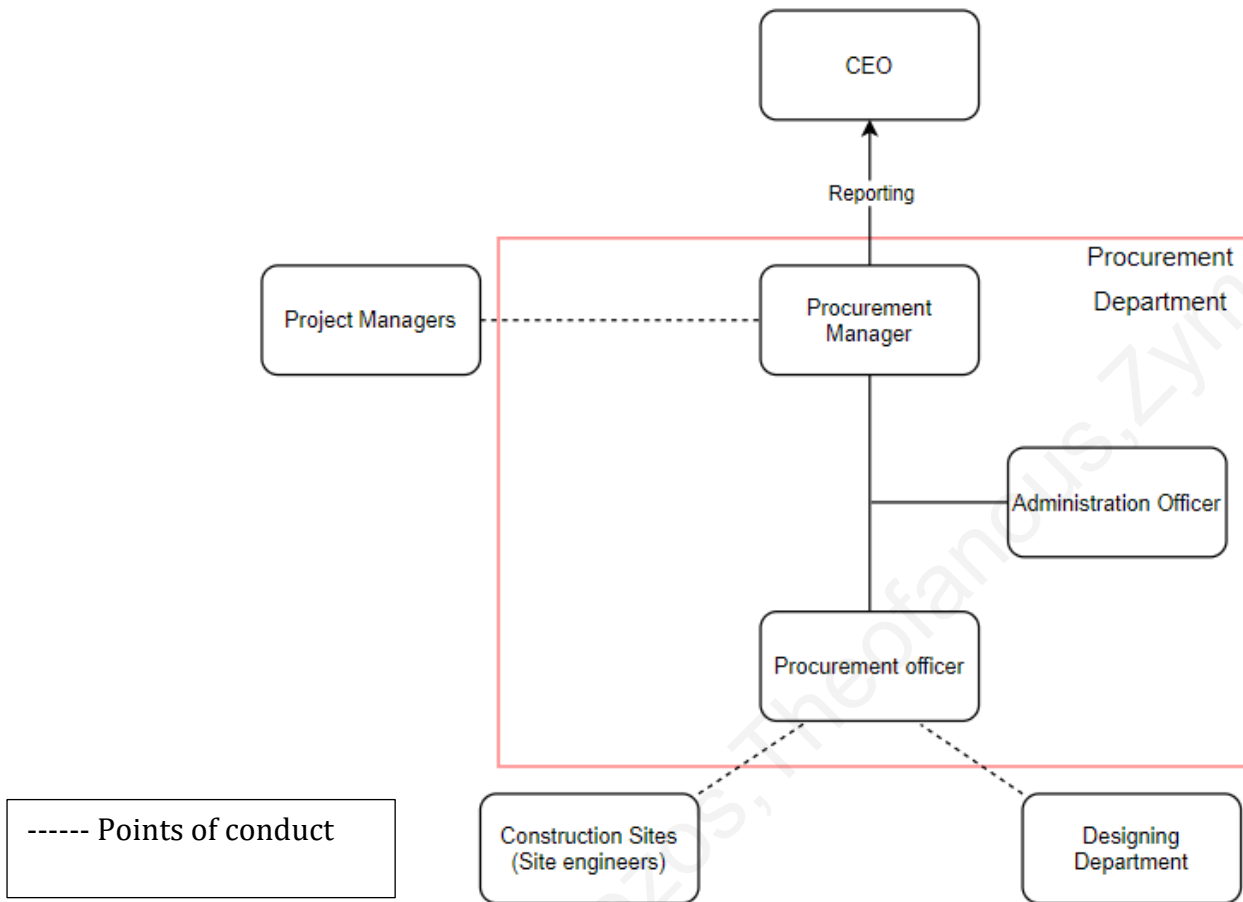 CEO
Reporting
Procurement
Department
Project Managers
Procurement
Manager
Administration Officer
Procurement officer
------ Points of conduct
Construction Sites
(Site engineers)
Designing
Department
Theofanous,